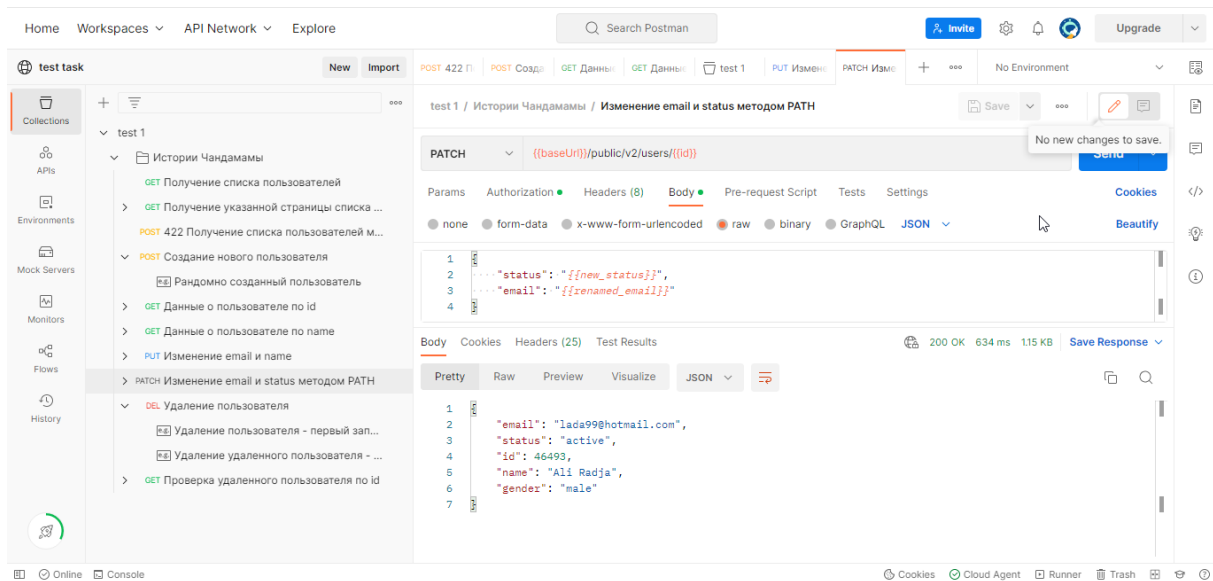 Home Workspaces API Network Explore Search Postman Invite Upgrade
test task New Import POST 422 П POST Созда GET Данны GET Данны test 1 PUT Измене PATCH Изме No Environment
Collections
APIs
Environments
Mock Servers
Monitors
Flows
History
test 1
Истории Чандамамы
GET Получение списка пользователей
GET Получение указанной страницы списка ...
POST 422 Получение списка пользователей м...
POST Создание нового пользователя
e.g. Рандомно созданный пользователь
GET Данные о пользователе по id
GET Данные о пользователе по name
PUT Изменение email и name
PATCH Изменение email и status методом PATH
DEL Удаление пользователя
e.g. Удаление пользователя - первый зап...
e.g. Удаление удаленного пользователя - ...
GET Проверка удаленного пользователя по id
test 1 / Истории Чандамамы / Изменение email и status методом PATH Save
No new changes to save.
PATCH {{baseUrl}}/public/v2/users/{{id}} Send
Params Authorization Headers (8) Body Pre-request Script Tests Settings Cookies
none form-data x-www-form-urlencoded raw binary GraphQL JSON Beautify
1 {
2 ····"status":·"{{new_status}}",
3 ····"email":·"{{renamed_email}}"
4 }
Body Cookies Headers (25) Test Results 200 OK 634 ms 1.15 KB Save Response
Pretty Raw Preview Visualize JSON
1 {
2 "email": "lada99@hotmail.com",
3 "status": "active",
4 "id": 46493,
5 "name": "Ali Radja",
6 "gender": "male"
7 }
Online Console Cookies Cloud Agent Runner Trash